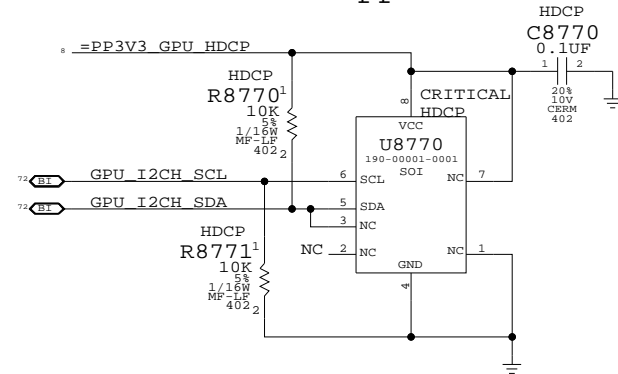 HDCP
C8770
0.1UF
1 2
20%
10V
CERM
402
8 =PP3V3_GPU_HDCP
HDCP
R8770 1
10K
5%
1/16W
MF-LF
402 2
CRITICAL
HDCP
8
VCC
U8770
190-00001-0001
SOI
72 BI GPU_I2CH_SCL 6 SCL NC 7
72 BI GPU_I2CH_SDA 5 SDA
3 NC
NC 2 NC NC 1
GND
4
HDCP
R8771 1
10K
5%
1/16W
MF-LF
402 2